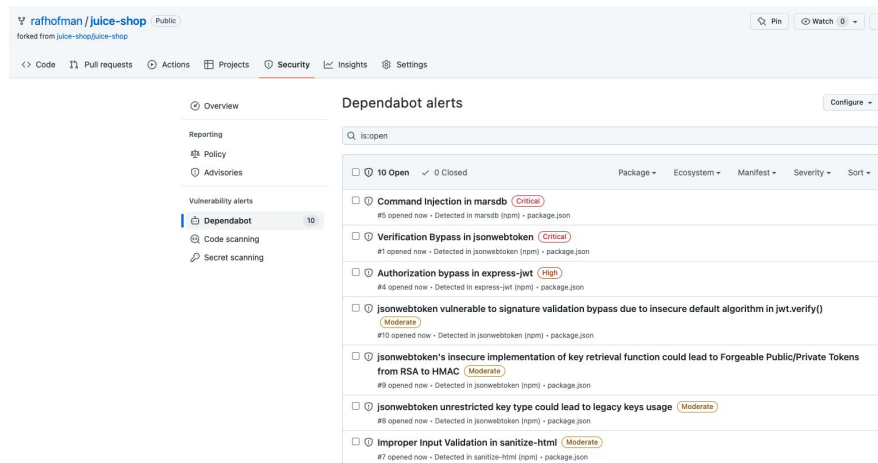 rafhofman / juice-shop Public
Pin
Watch 0
forked from juice-shop/juice-shop
Code Pull requests Actions Projects Security Insights Settings
Overview
Reporting
Policy
Advisories
Vulnerability alerts
Dependabot 10
Code scanning
Secret scanning
Dependabot alerts
Configure
is:open
10 Open 0 Closed Package Ecosystem Manifest Severity Sort
Command Injection in marsdb Critical
#5 opened now • Detected in marsdb (npm) • package.json
Verification Bypass in jsonwebtoken Critical
#1 opened now • Detected in jsonwebtoken (npm) • package.json
Authorization bypass in express-jwt High
#4 opened now • Detected in express-jwt (npm) • package.json
jsonwebtoken vulnerable to signature validation bypass due to insecure default algorithm in jwt.verify()
Moderate
#10 opened now • Detected in jsonwebtoken (npm) • package.json
jsonwebtoken's insecure implementation of key retrieval function could lead to Forgeable Public/Private Tokens
from RSA to HMAC Moderate
#9 opened now • Detected in jsonwebtoken (npm) • package.json
jsonwebtoken unrestricted key type could lead to legacy keys usage Moderate
#8 opened now • Detected in jsonwebtoken (npm) • package.json
Improper Input Validation in sanitize-html Moderate
#7 opened now • Detected in sanitize-html (npm) • package.json